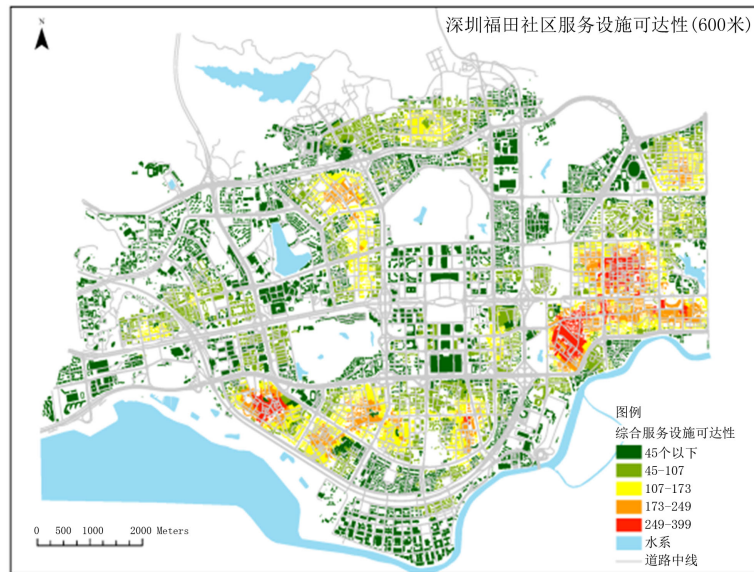 深圳福田社区服务设施可达性(600米)
N
图例
综合服务设施可达性
45个以下
45-107
107-173
173-249
249-399
水系
道路中线
0 500 1000 2000 Meters